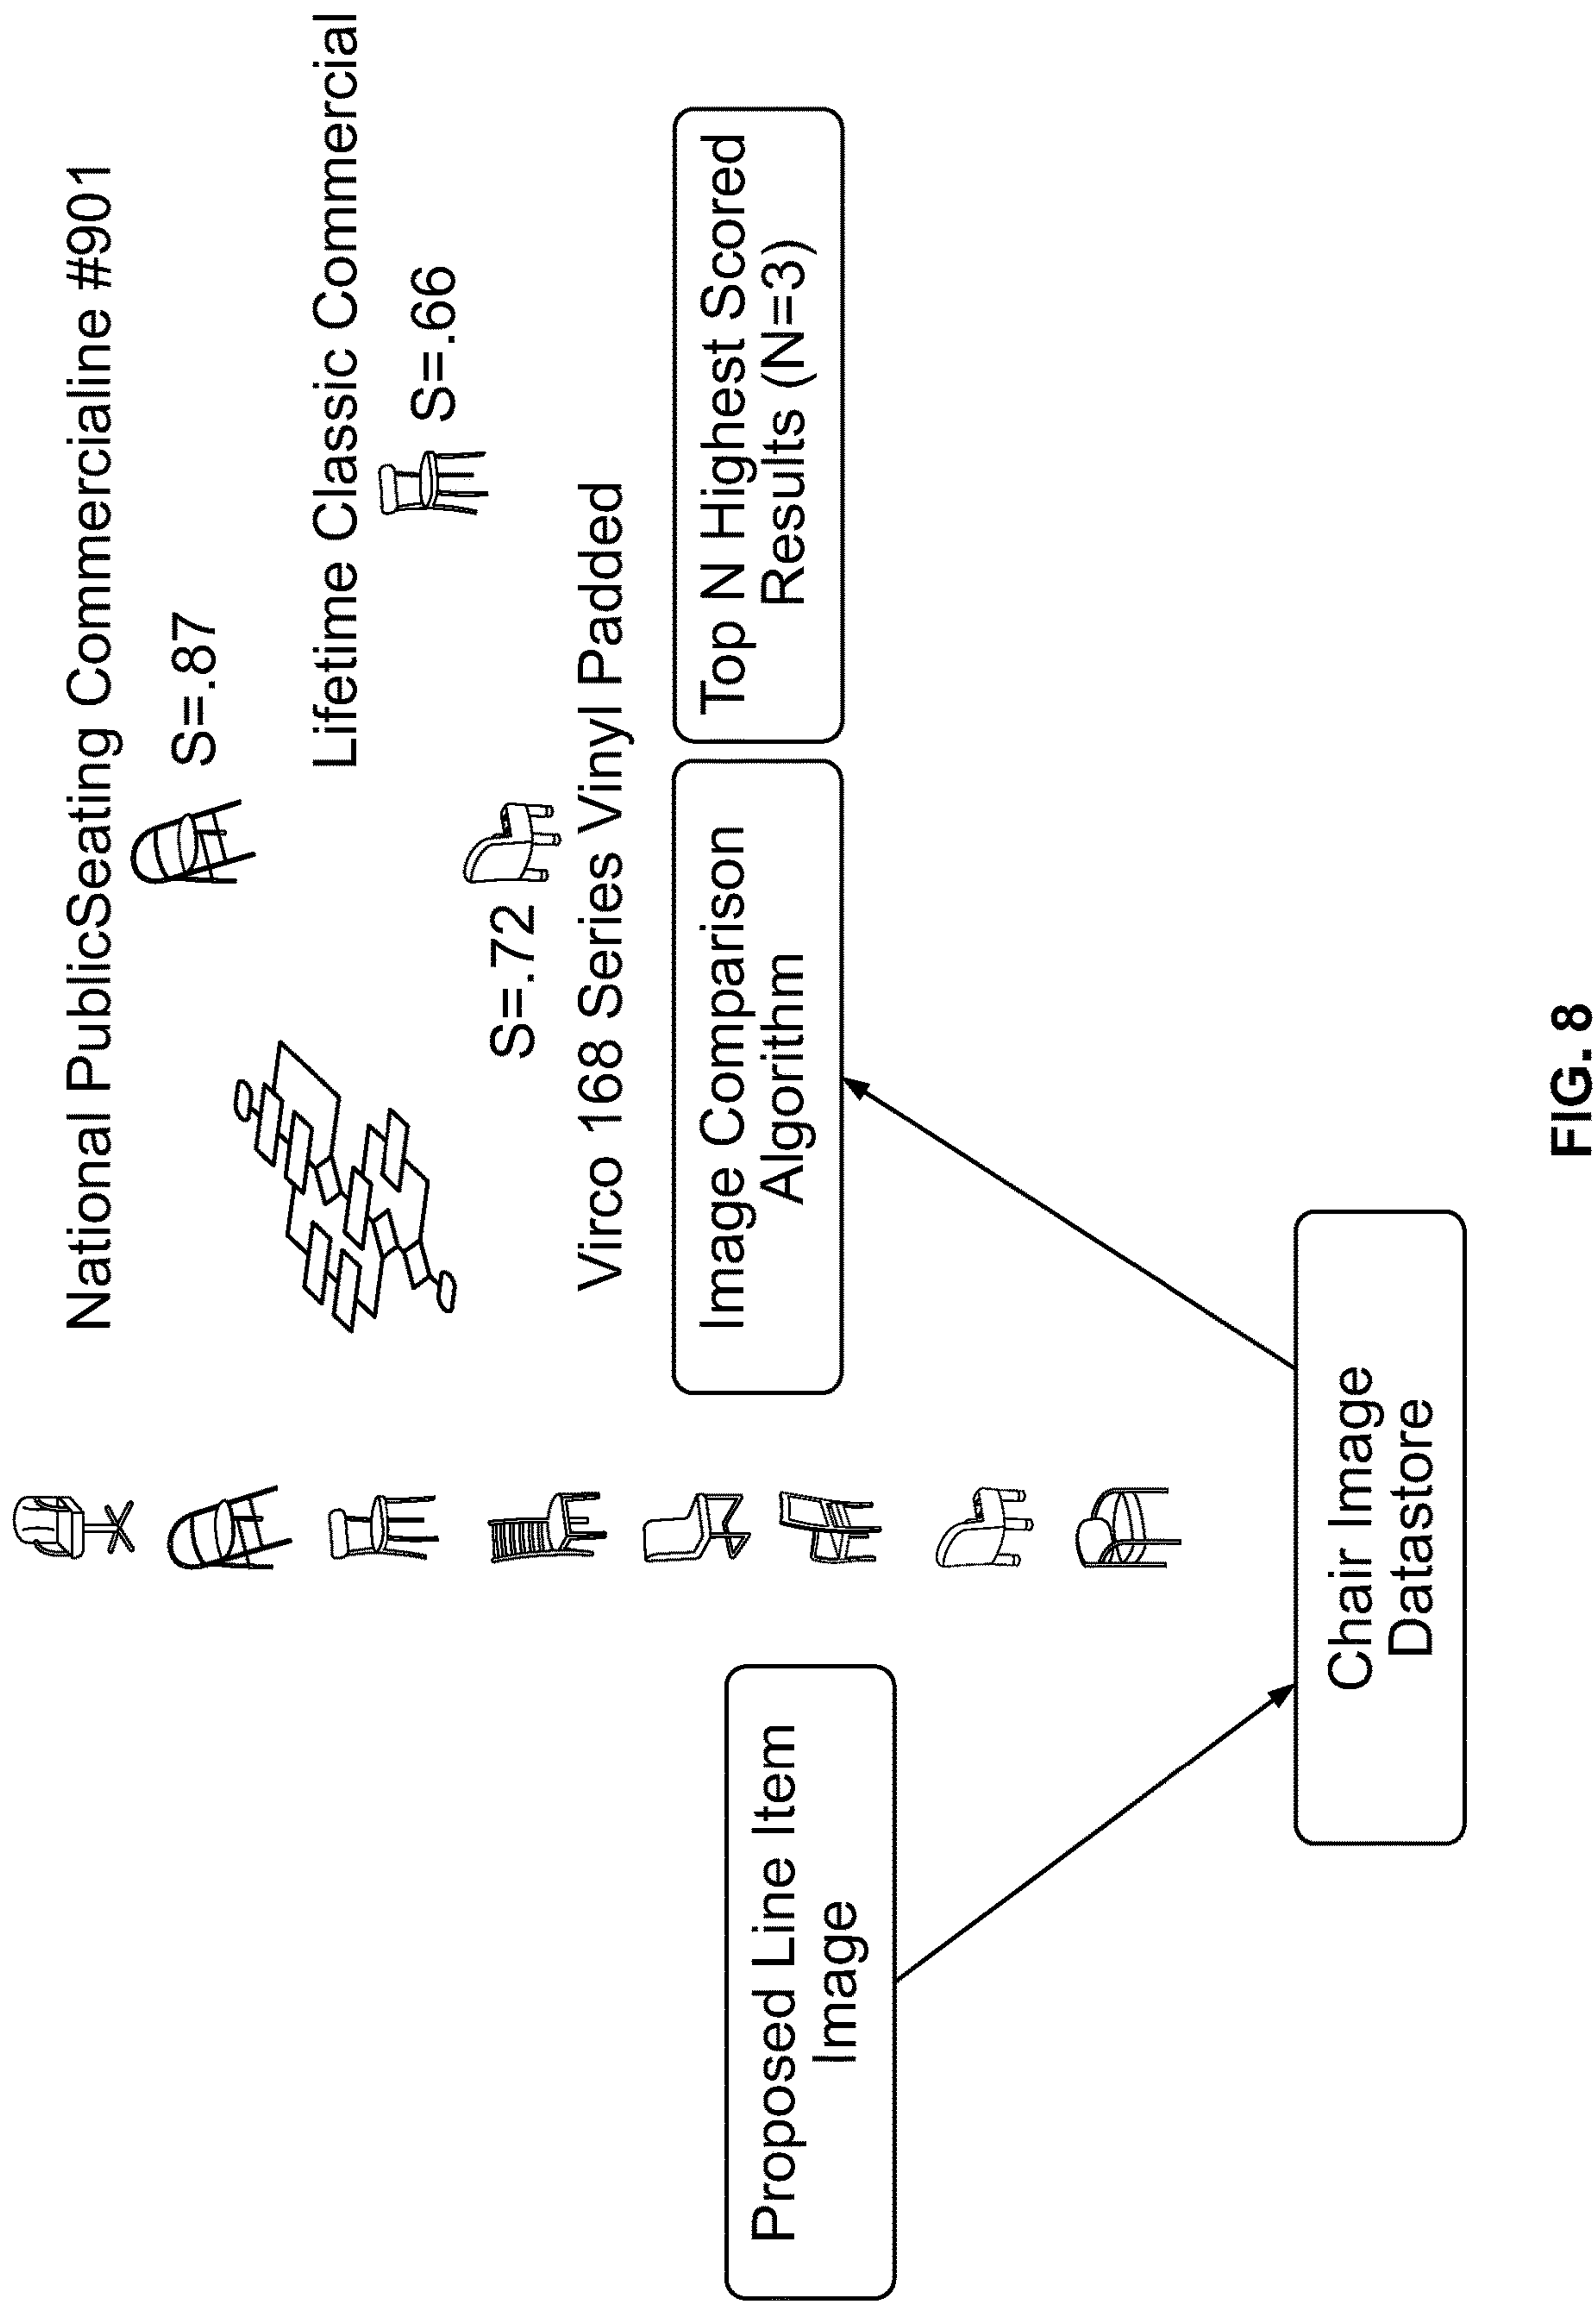 National PublicSeating Commercialine #901
S=.87
Lifetime Classic Commercial
S=.66
S=.72
Virco 168 Series Vinyl Padded
Proposed Line Item
Image
Image Comparison
Algorithm
Top N Highest Scored
Results (N=3)
Chair Image
Datastore
FIG. 8